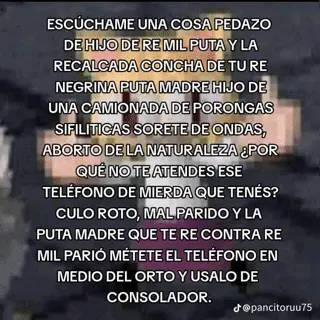 ESCÚCHAME UNA COSA PEDAZO
DE HIJO DE RE MIL PUTA Y LA
RECALCADA CONCHA DE TU RE
NEGRINA PUTA MADRE HIJO DE
UNA CAMIONADA DE PORONGAS
SIFILITICAS SORETE DE ONDAS,
ABORTO DE LA NATURALEZA ¿POR
QUÉ NO TE ATENDES ESE
TELÉFONO DE MIERDA QUE TENÉS?
CULO ROTO, MAL PARIDO Y LA
PUTA MADRE QUE TE RE CONTRA RE
MIL PARIÓ MÉTETE EL TELÉFONO EN
MEDIO DEL ORTO Y USALO DE
CONSOLADOR.
@pancitoruu75